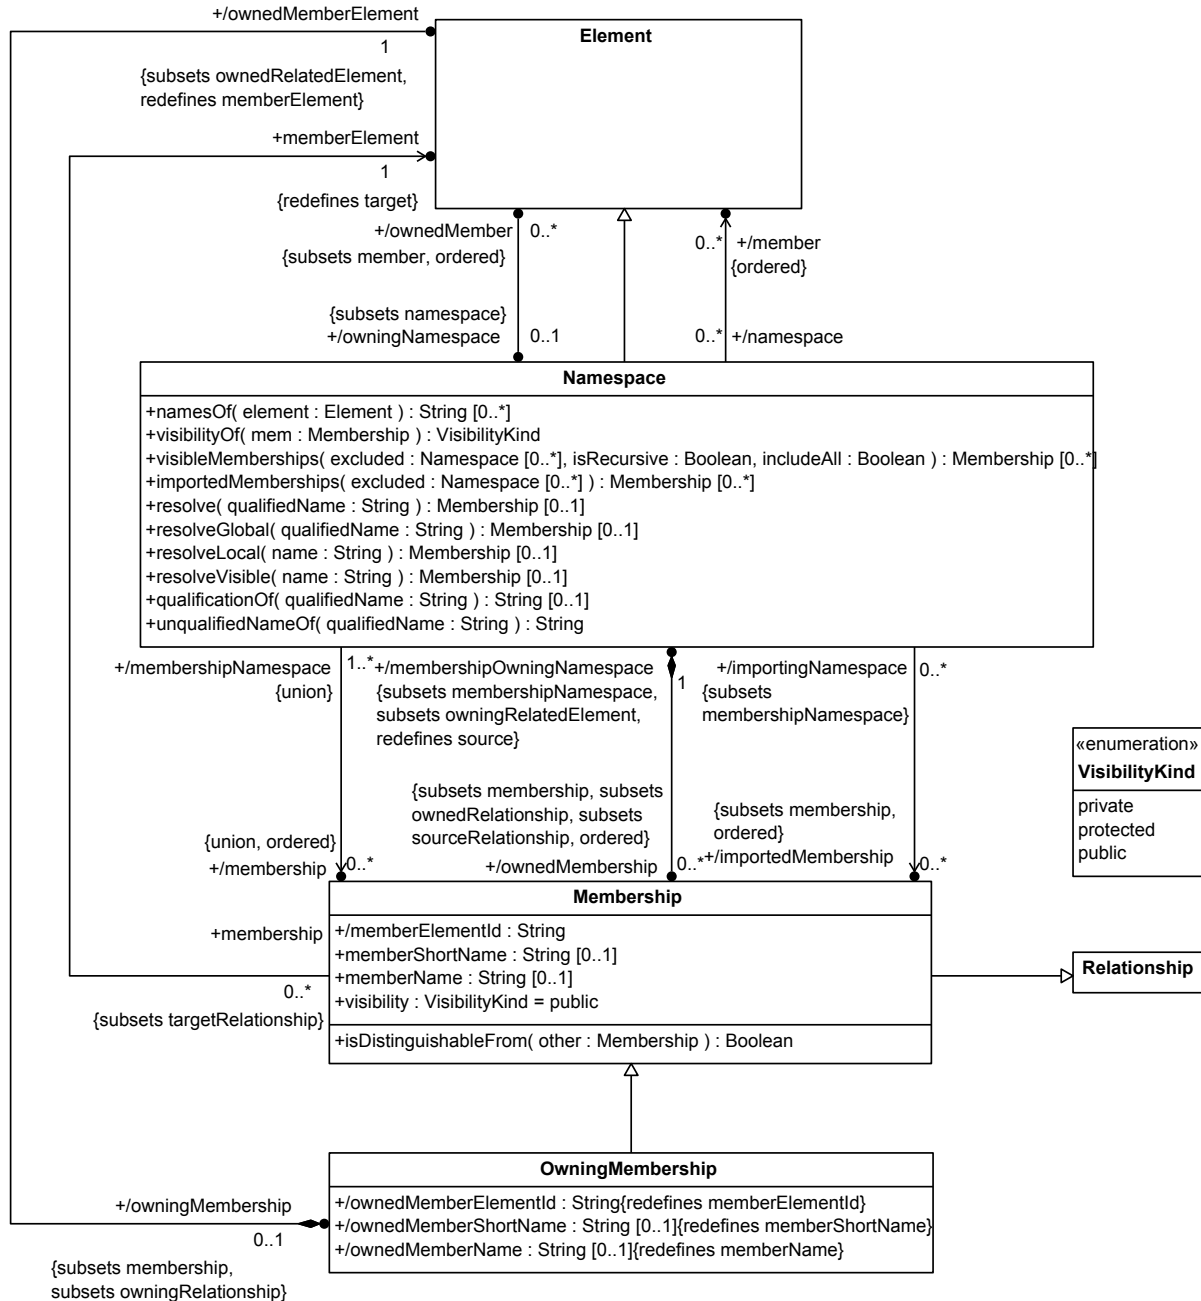 +/ownedMemberElement
1
{subsets ownedRelatedElement,
redefines memberElement}
Element
+memberElement
1
{redefines target}
+/ownedMember
0..*
{subsets member, ordered}
0..*
+/member
{ordered}
{subsets namespace}
+/owningNamespace
0..1
0..*
+/namespace
Namespace
+namesOf( element : Element ) : String [0..*]
+visibilityOf( mem : Membership ) : VisibilityKind
+visibleMemberships( excluded : Namespace [0..*], isRecursive : Boolean, includeAll : Boolean ) : Membership [0..*]
+importedMemberships( excluded : Namespace [0..*] ) : Membership [0..*]
+resolve( qualifiedName : String ) : Membership [0..1]
+resolveGlobal( qualifiedName : String ) : Membership [0..1]
+resolveLocal( name : String ) : Membership [0..1]
+resolveVisible( name : String ) : Membership [0..1]
+qualificationOf( qualifiedName : String ) : String [0..1]
+unqualifiedNameOf( qualifiedName : String ) : String
+/membershipNamespace
1..*
{union}
+/membershipOwningNamespace
1
{subsets membershipNamespace,
subsets owningRelatedElement,
redefines source}
+/importingNamespace
0..*
{subsets
membershipNamespace}
«enumeration»
VisibilityKind
private
protected
public
{union, ordered}
+/membership
0..*
{subsets membership, subsets
ownedRelationship, subsets
sourceRelationship, ordered}
+/ownedMembership
0..*
{subsets membership,
ordered}
+/importedMembership
0..*
Membership
+/memberElementId : String
+memberShortName : String [0..1]
+memberName : String [0..1]
+visibility : VisibilityKind = public
+isDistinguishableFrom( other : Membership ) : Boolean
+membership
0..*
{subsets targetRelationship}
Relationship
OwningMembership
+/ownedMemberElementId : String{redefines memberElementId}
+/ownedMemberShortName : String [0..1]{redefines memberShortName}
+/ownedMemberName : String [0..1]{redefines memberName}
+/owningMembership
0..1
{subsets membership,
subsets owningRelationship}